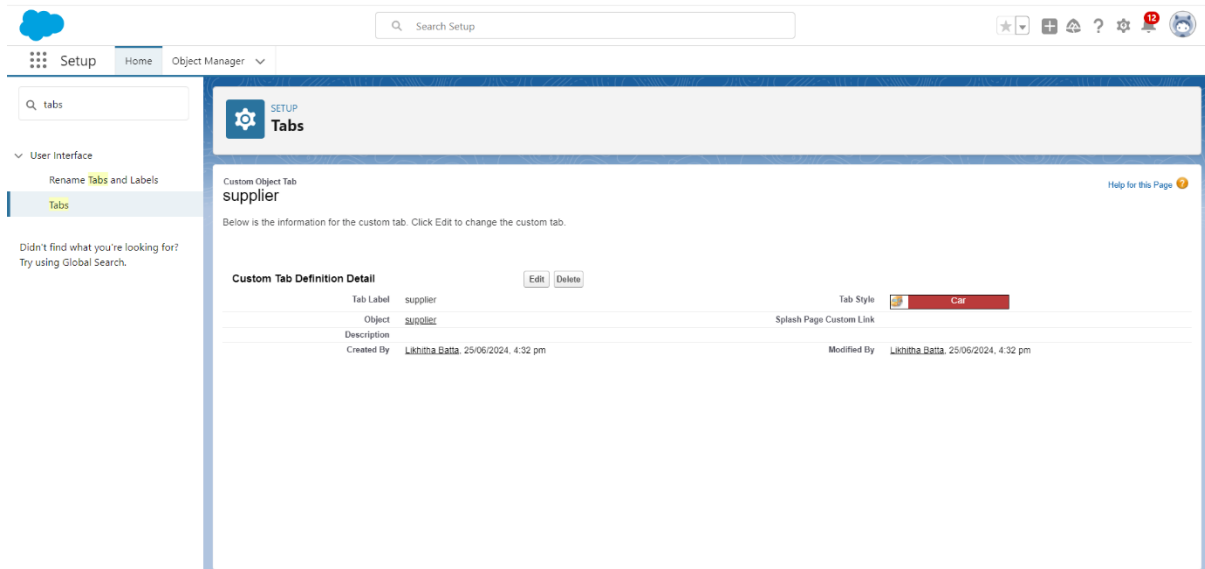 Search Setup
12
Setup Home Object Manager
tabs
SETUP
Tabs
User Interface
Rename Tabs and Labels
Tabs
Didn't find what you're looking for?
Try using Global Search.
Custom Object Tab
supplier
Help for this Page
Below is the information for the custom tab. Click Edit to change the custom tab.
Custom Tab Definition Detail Edit Delete
Tab Label supplier Tab Style Car
Object supplier Splash Page Custom Link
Description
Created By Likhitha Batta, 25/06/2024, 4:32 pm Modified By Likhitha Batta, 25/06/2024, 4:32 pm